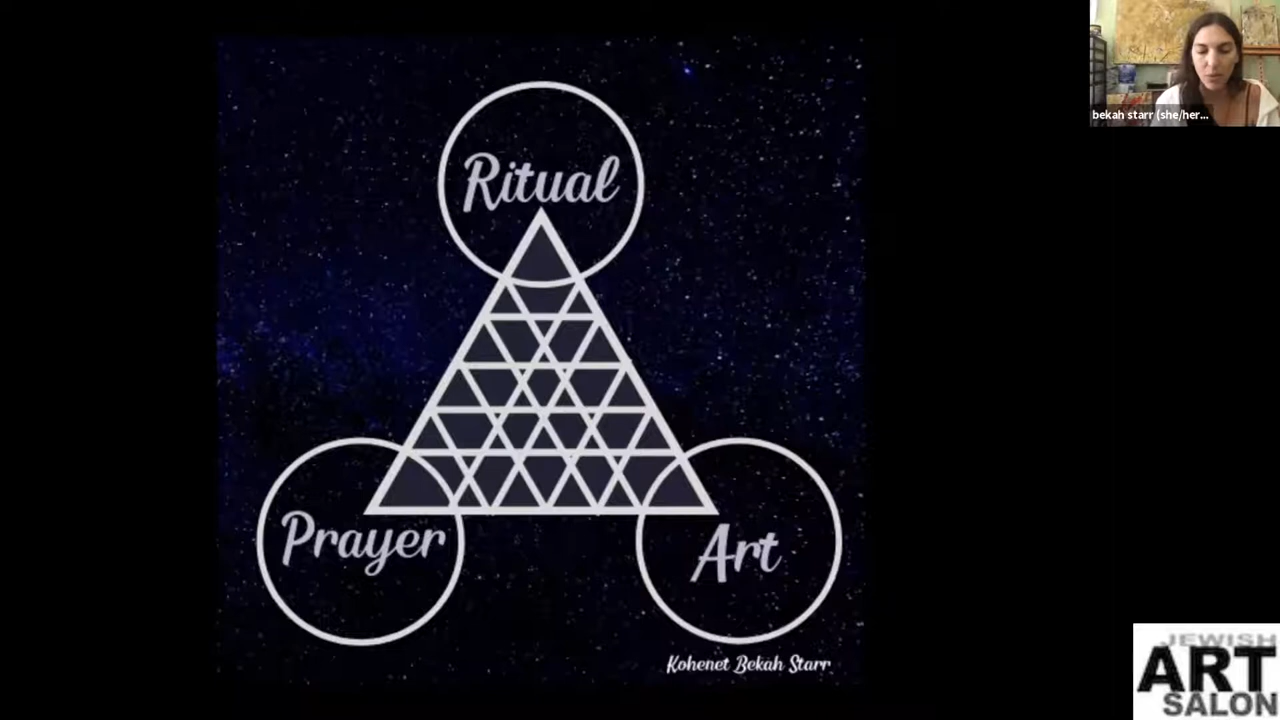 bekah starr (she/her...
Ritual
Prayer
Art
Kohenet Bekah Starr
JEWISH
ART
SALON